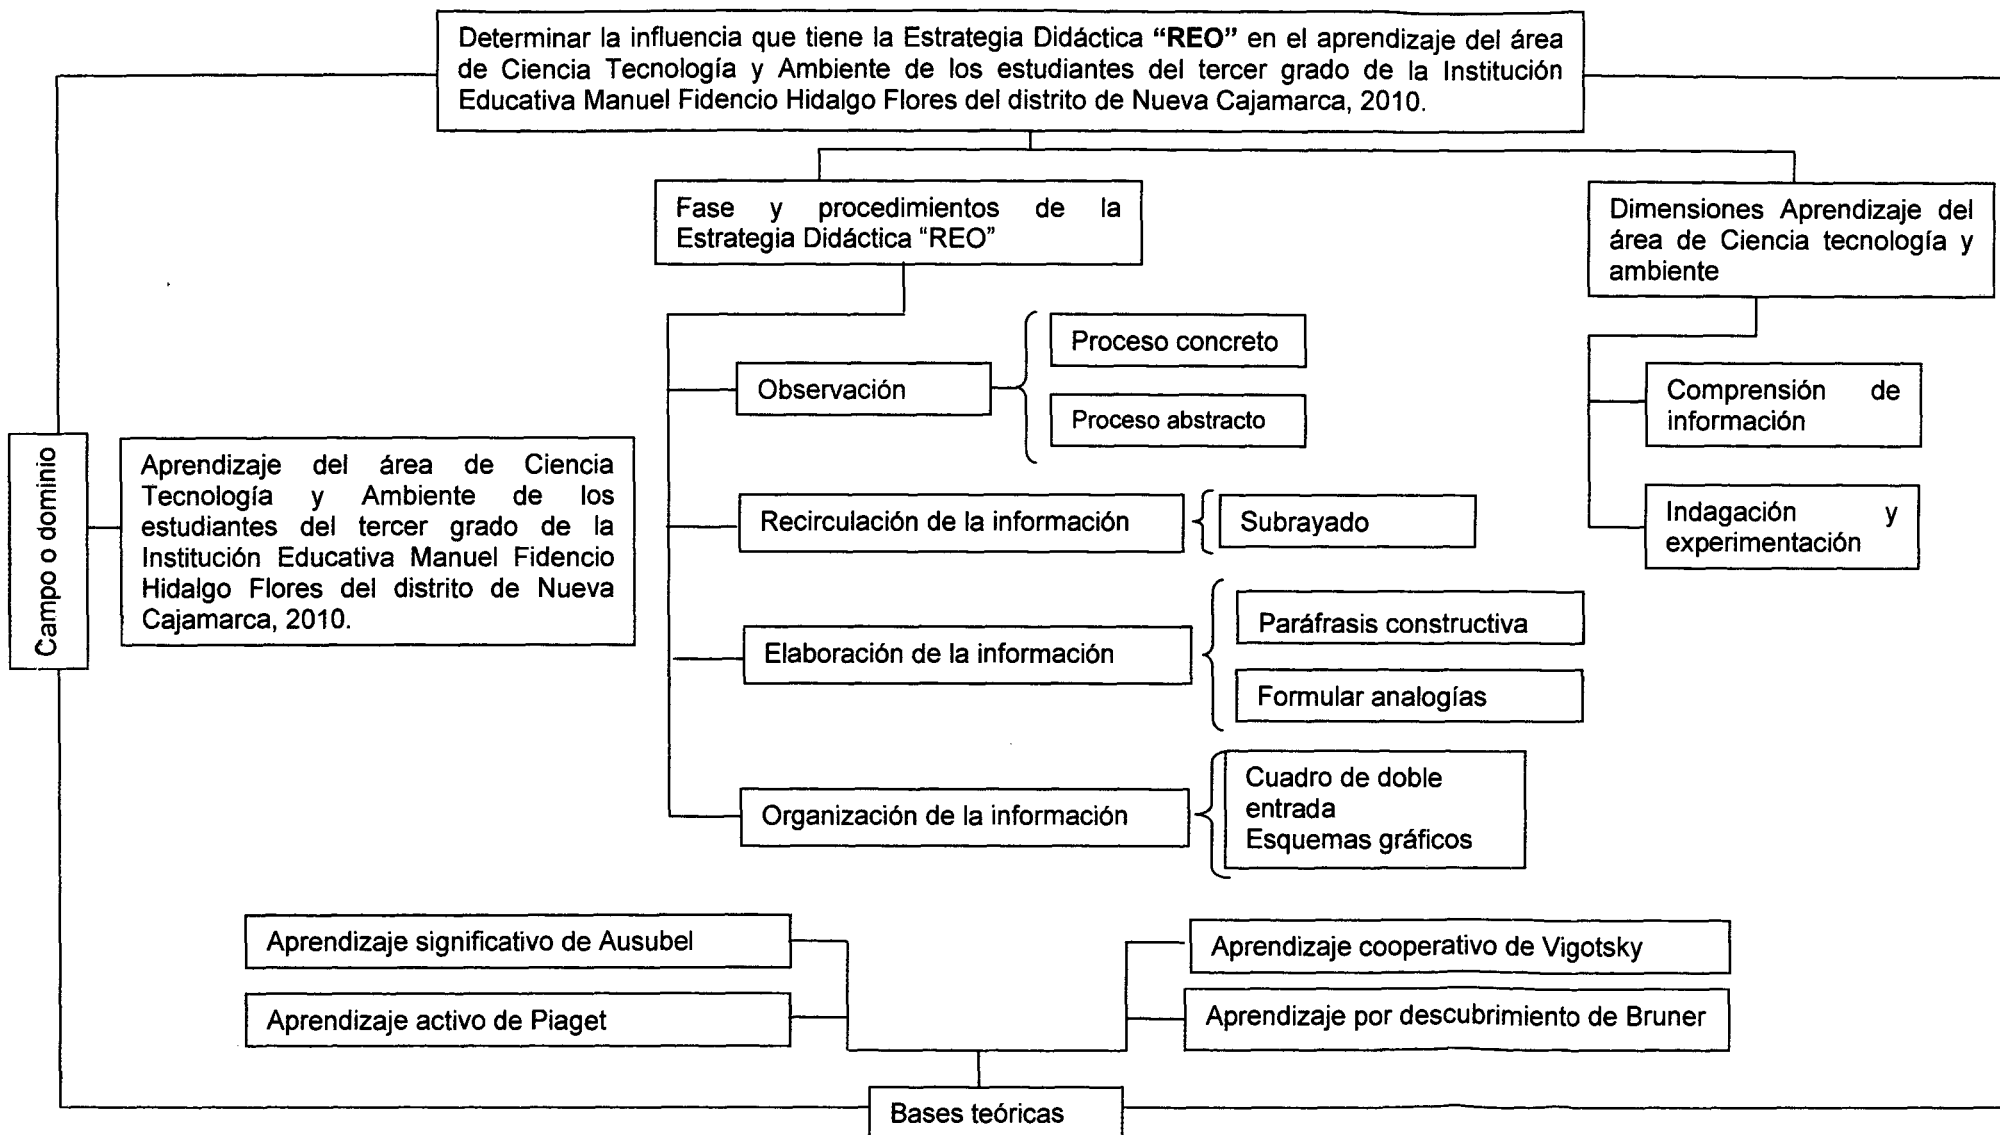 Determinar la influencia que tiene la Estrategia Didáctica “REO” en el aprendizaje del área
de Ciencia Tecnología y Ambiente de los estudiantes del tercer grado de la Institución
Educativa Manuel Fidencio Hidalgo Flores del distrito de Nueva Cajamarca, 2010.
Fase y procedimientos de la
Estrategia Didáctica “REO”
Dimensiones Aprendizaje del
área de Ciencia tecnología y
ambiente
Campo o dominio
Aprendizaje del área de Ciencia
Tecnología y Ambiente de los
estudiantes del tercer grado de la
Institución Educativa Manuel Fidencio
Hidalgo Flores del distrito de Nueva
Cajamarca, 2010.
Observación
Proceso concreto
Proceso abstracto
Recirculación de la información
Subrayado
Elaboración de la información
Paráfrasis constructiva
Formular analogías
Organización de la información
Cuadro de doble
entrada
Esquemas gráficos
Comprensión de
información
Indagación y
experimentación
Aprendizaje significativo de Ausubel
Aprendizaje activo de Piaget
Aprendizaje cooperativo de Vigotsky
Aprendizaje por descubrimiento de Bruner
Bases teóricas